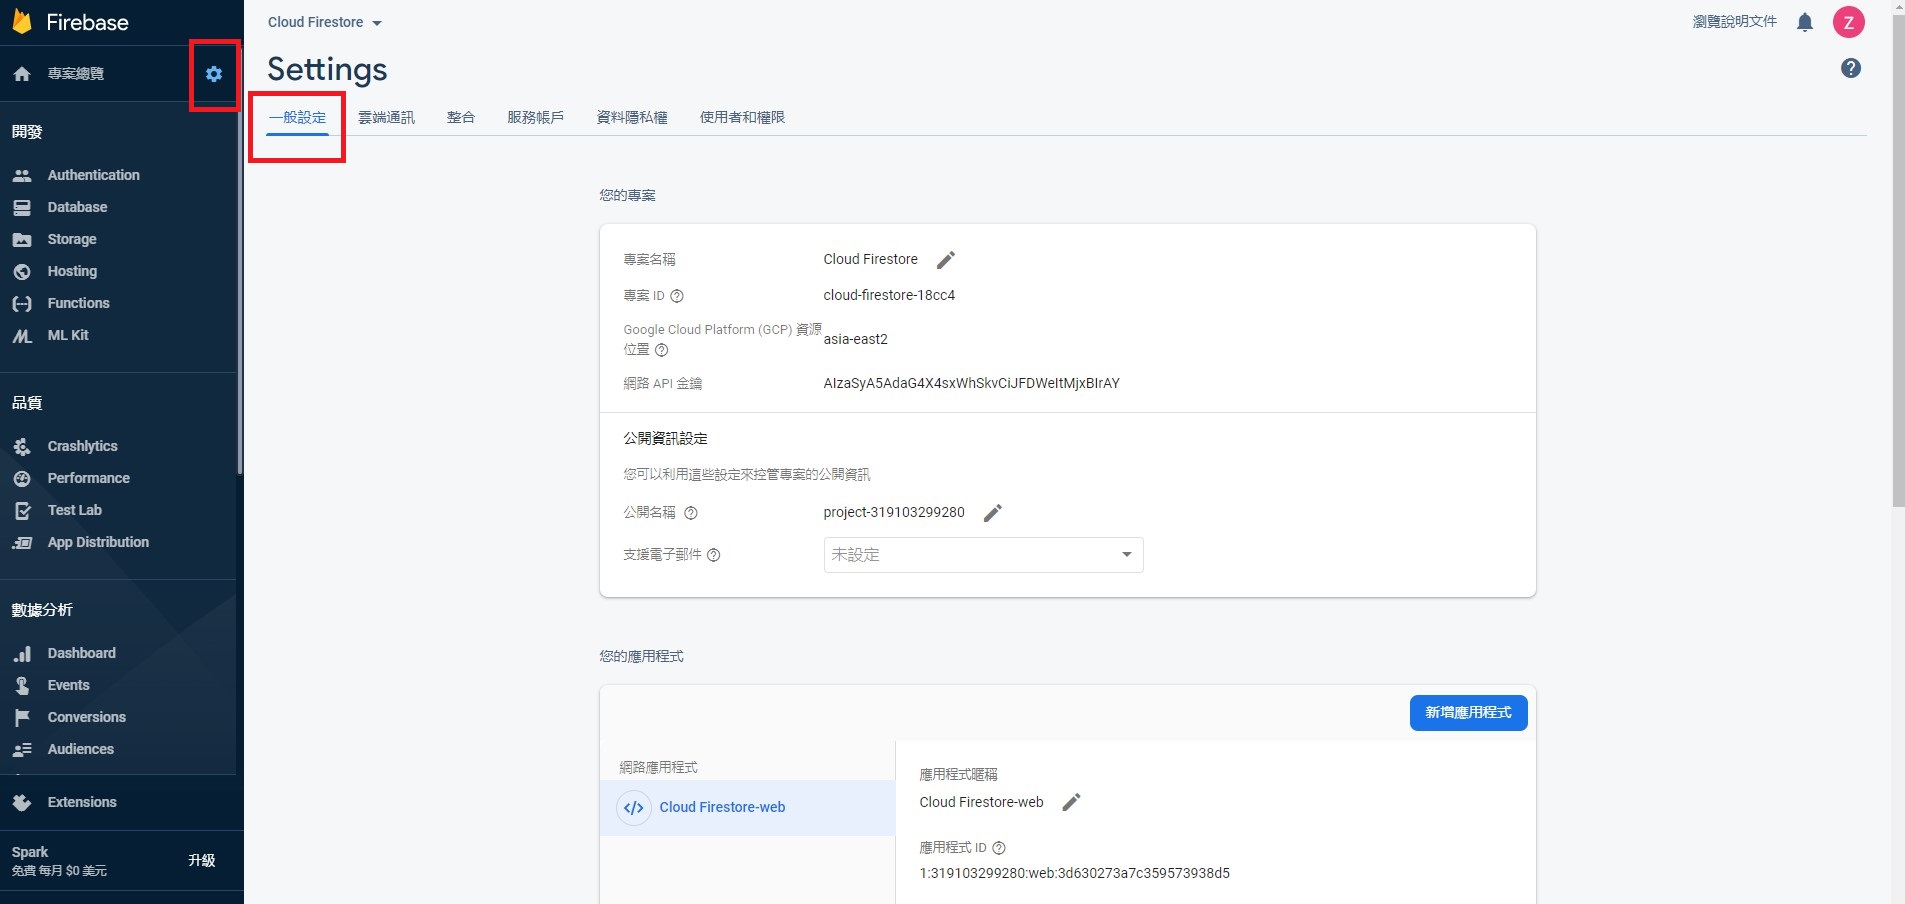 Firebase
專案總覽
開發
Authentication
Database
Storage
Hosting
Functions
ML Kit
品質
Crashlytics
Performance
Test Lab
App Distribution
數據分析
Dashboard
Events
Conversions
Audiences
Extensions
Spark
免費 每月 $0 美元
升級
Cloud Firestore
瀏覽說明文件
Z
Settings
一般設定 雲端通訊 整合 服務帳戶 資料隱私權 使用者和權限
您的專案
專案名稱 Cloud Firestore
專案 ID cloud-firestore-18cc4
Google Cloud Platform (GCP) 資源
位置 asia-east2
網路 API 金鑰 AIzaSyA5AdaG4X4sxWhSkvCiJFDWeItMjxBIrAY
公開資訊設定
您可以利用這些設定來控管專案的公開資訊
公開名稱 project-319103299280
支援電子郵件 未設定
您的應用程式
新增應用程式
網路應用程式
Cloud Firestore-web
應用程式暱稱
Cloud Firestore-web
應用程式 ID
1:319103299280:web:3d630273a7c359573938d5